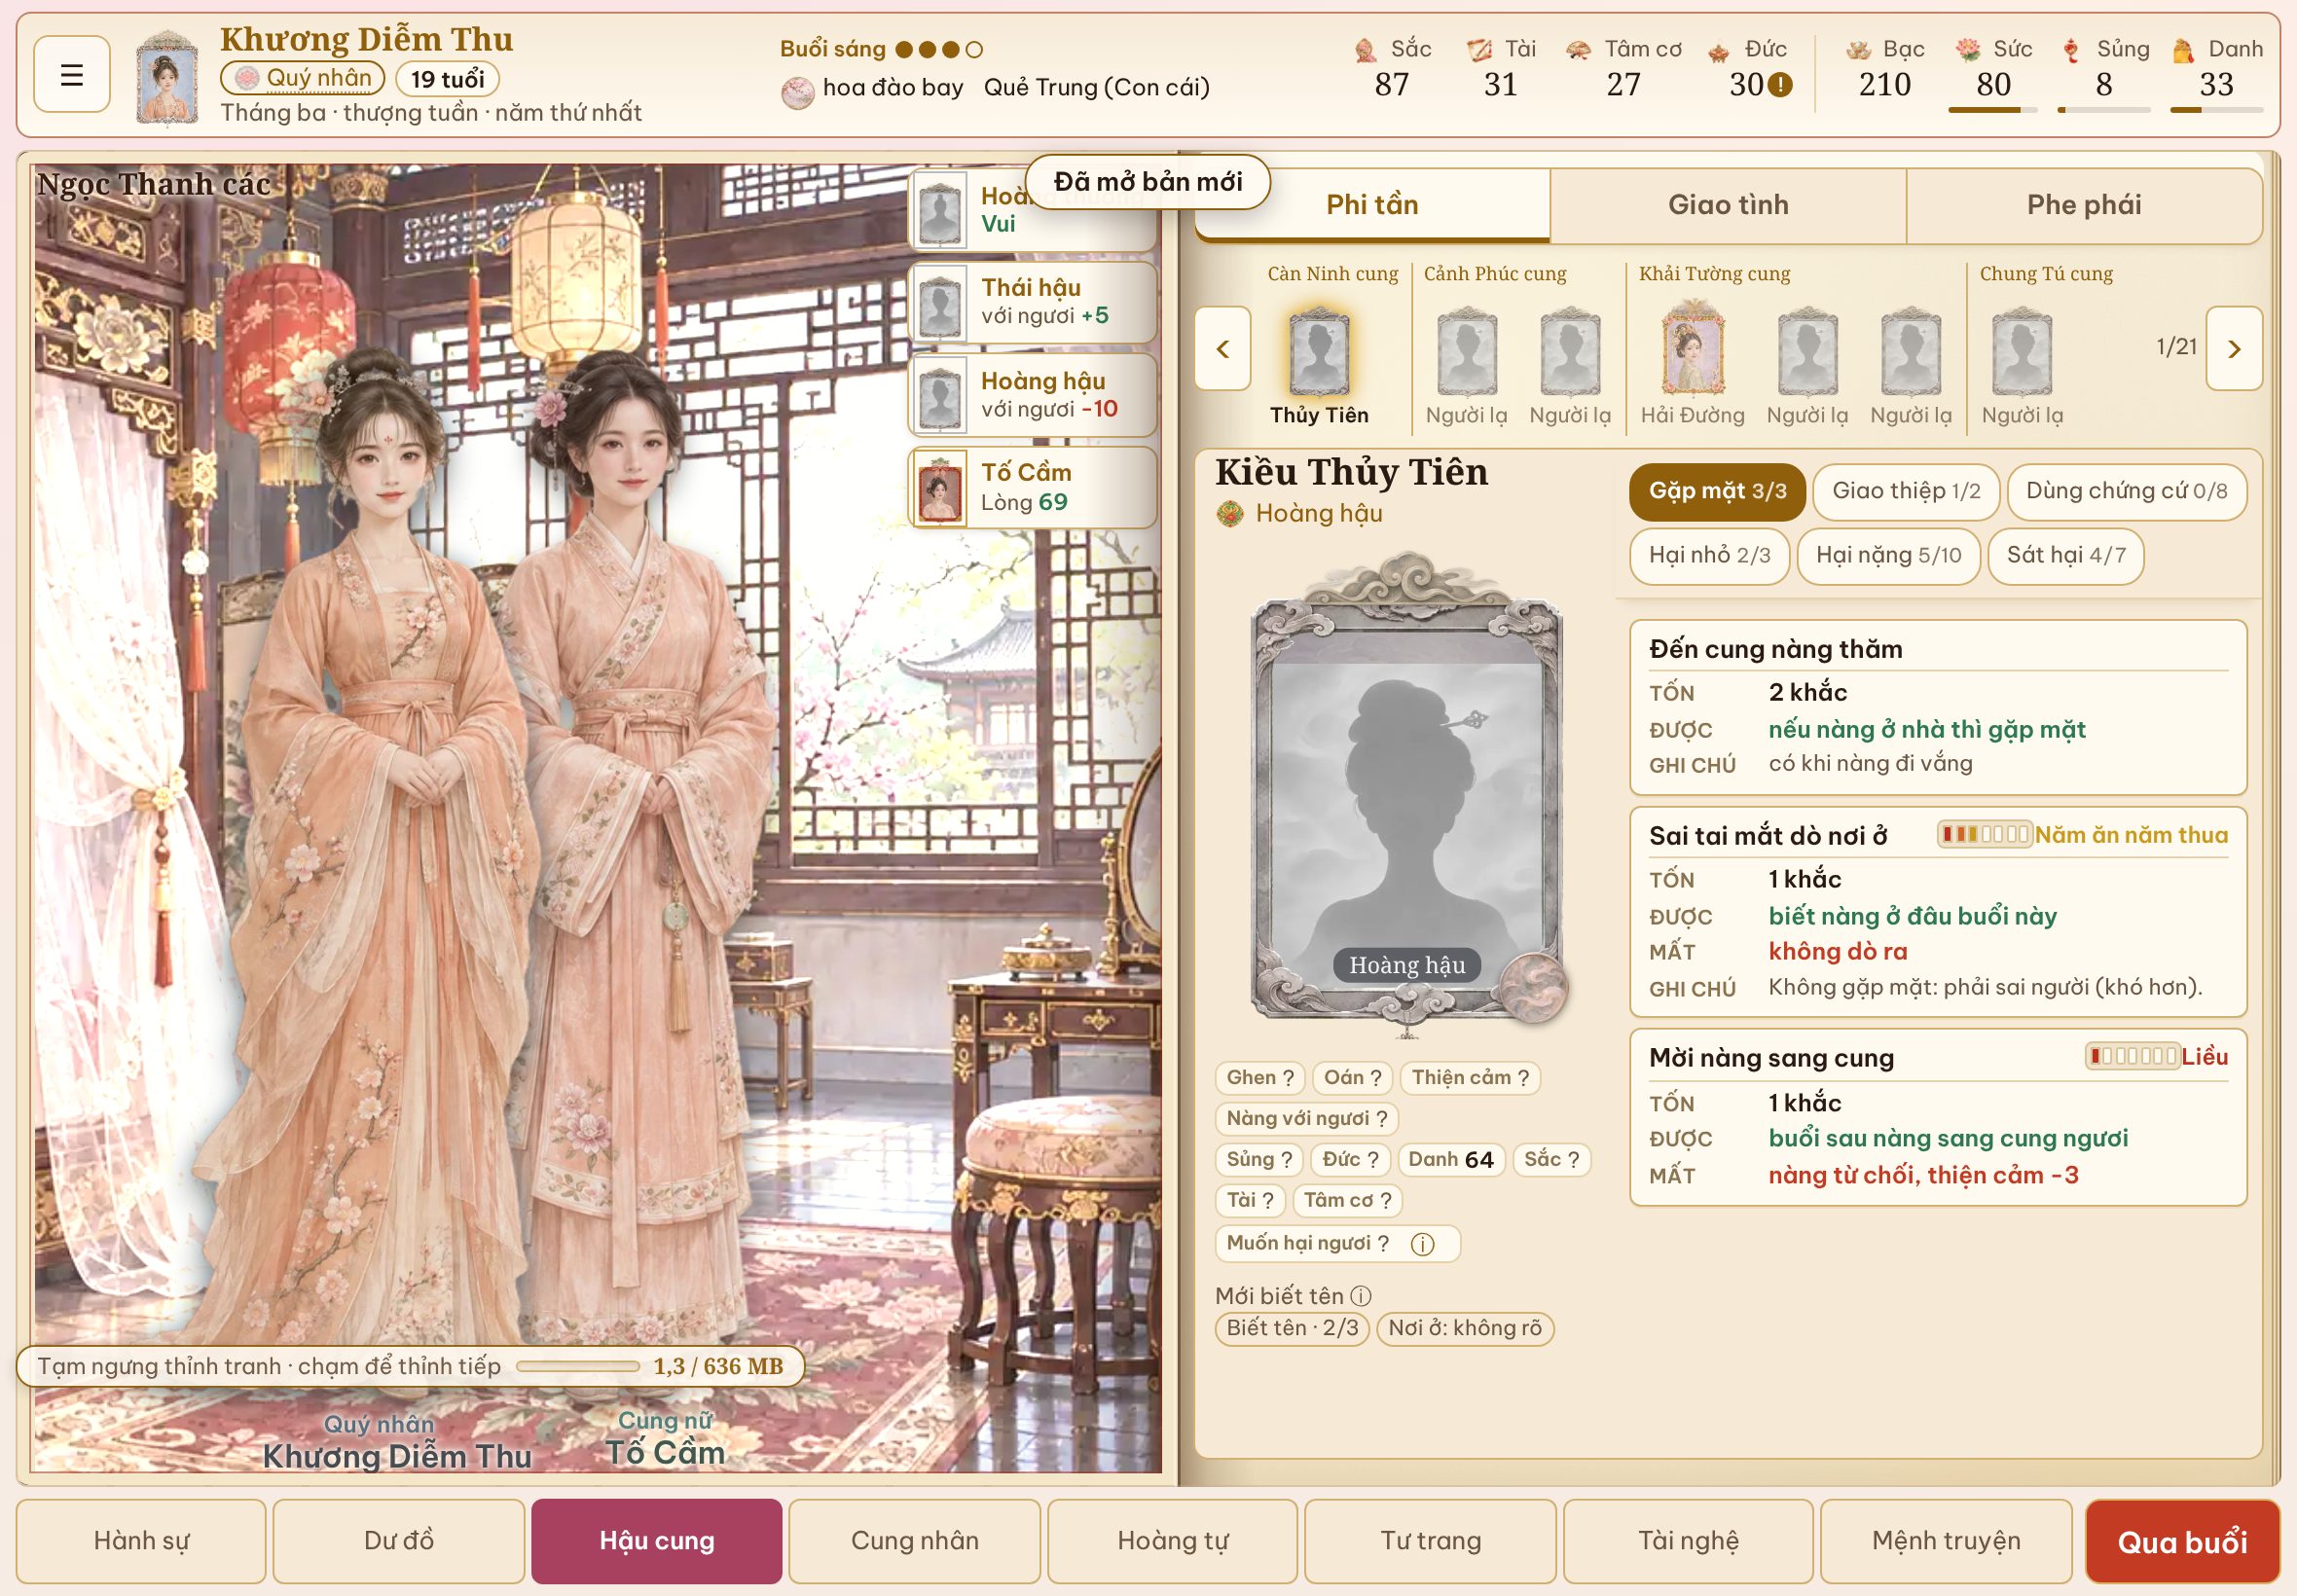 Khương Diễm Thu
Quý nhân
19 tuổi
Tháng ba · thượng tuần · năm thứ nhất
Buổi sáng
hoa đào bay Quẻ Trung (Con cái)
Sắc
87
Tài
31
Tâm cơ
27
Đức
30
Bạc
210
Sức
80
Sủng
8
Danh
33
Ngọc Thanh các
Đã mở bản mới
Vui
Thái hậu
với ngươi +5
Hoàng hậu
với ngươi -10
Tố Cầm
Lòng 69
Tạm ngưng thỉnh tranh · chạm để thỉnh tiếp 1,3 / 636 MB
Quý nhân
Khương Diễm Thu
Cung nữ
Tố Cầm
Phi tần
Giao tình
Phe phái
Càn Ninh cung
Cảnh Phúc cung
Khải Tường cung
Chung Tú cung
Thủy Tiên
Người lạ
Người lạ
Hải Đường
Người lạ
Người lạ
Người lạ
1/21
Kiều Thủy Tiên
Hoàng hậu
Hoàng hậu
Ghen ?
Oán ?
Thiện cảm ?
Nàng với ngươi ?
Sủng ?
Đức ?
Danh 64
Sắc ?
Tài ?
Tâm cơ ?
Muốn hại ngươi ? ⓘ
Mới biết tên ⓘ
Biết tên · 2/3
Nơi ở: không rõ
Gặp mặt 3/3
Giao thiệp 1/2
Dùng chứng cứ 0/8
Hại nhỏ 2/3
Hại nặng 5/10
Sát hại 4/7
Đến cung nàng thăm
TỐN 2 khắc
ĐƯỢC nếu nàng ở nhà thì gặp mặt
GHI CHÚ có khi nàng đi vắng
Sai tai mắt dò nơi ở Năm ăn năm thua
TỐN 1 khắc
ĐƯỢC biết nàng ở đâu buổi này
MẤT không dò ra
GHI CHÚ Không gặp mặt: phải sai người (khó hơn).
Mời nàng sang cung Liều
TỐN 1 khắc
ĐƯỢC buổi sau nàng sang cung ngươi
MẤT nàng từ chối, thiện cảm -3
Hành sự
Dư đồ
Hậu cung
Cung nhân
Hoàng tự
Tư trang
Tài nghệ
Mệnh truyện
Qua buổi